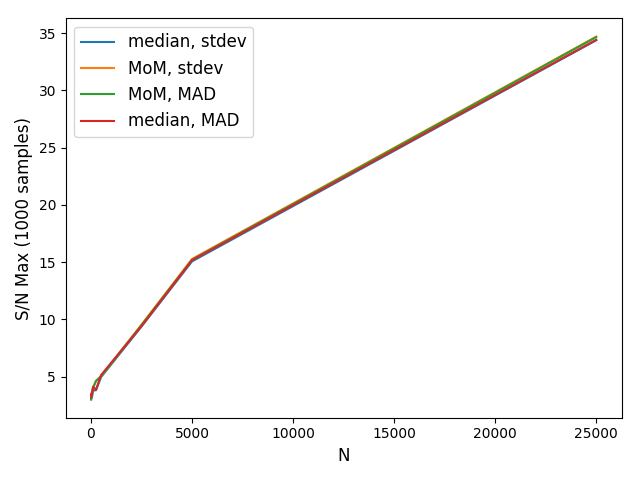 median, stdev
MoM, stdev
MoM, MAD
median, MAD
S/N Max (1000 samples)
35
30
25
20
15
10
5
0 5000 10000 15000 20000 25000
N